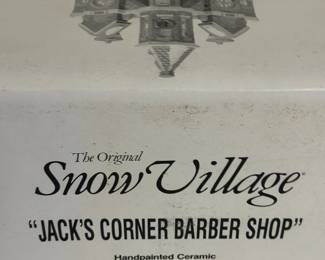 The Original
Snow Village®
"JACK'S CORNER BARBER SHOP"
Handpainted Ceramic